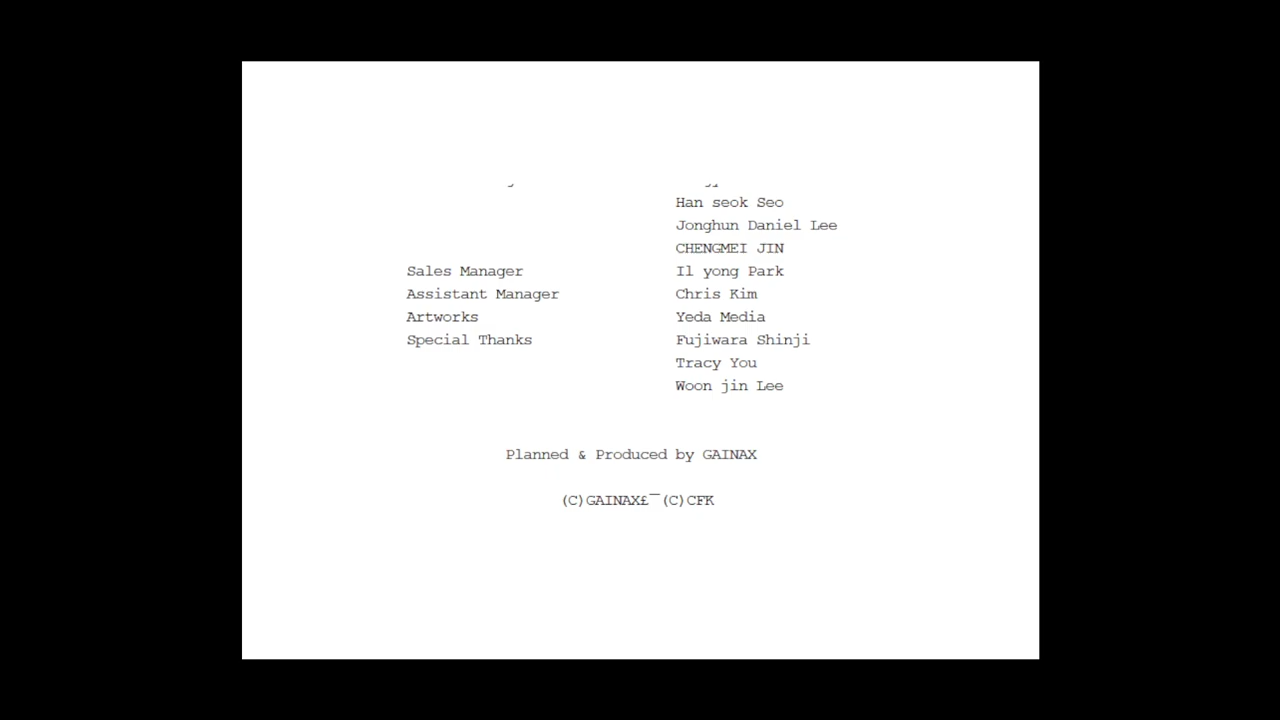 Han seok Seo
Jonghun Daniel Lee
CHENGMEI JIN
Sales Manager Il yong Park
Assistant Manager Chris Kim
Artworks Yeda Media
Special Thanks Fujiwara Shinji
Tracy You
Woon jin Lee
Planned & Produced by GAINAX
(C)GAINAX£¯(C)CFK